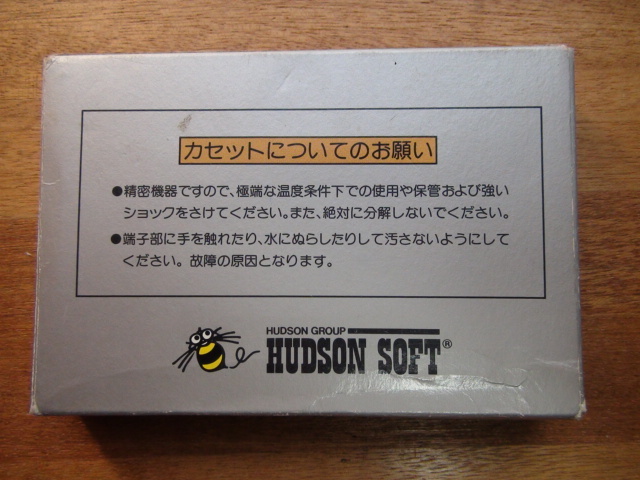 カセットについてのお願い
●精密機器ですので、極端な温度条件下での使用や保管および強い
ショックをさけてください。また、絶対に分解しないでください。
●端子部に手を触れたり、水にぬらしたりして汚さないようにして
ください。故障の原因となります。
HUDSON GROUP
HUDSON SOFT®